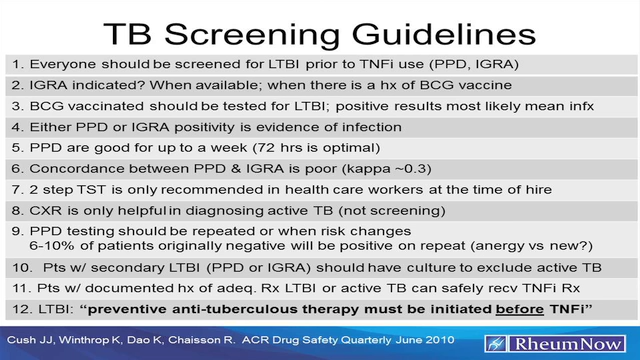 TB Screening Guidelines
1. Everyone should be screened for LTBI prior to TNFi use (PPD, IGRA)
2. IGRA indicated? When available; when there is a hx of BCG vaccine
3. BCG vaccinated should be tested for LTBI; positive results most likely mean infx
4. Either PPD or IGRA positivity is evidence of infection
5. PPD are good for up to a week (72 hrs is optimal)
6. Concordance between PPD & IGRA is poor (kappa ~0.3)
7. 2 step TST is only recommended in health care workers at the time of hire
8. CXR is only helpful in diagnosing active TB (not screening)
9. PPD testing should be repeated or when risk changes
6-10% of patients originally negative will be positive on repeat (anergy vs new?)
10. Pts w/ secondary LTBI (PPD or IGRA) should have culture to exclude active TB
11. Pts w/ documented hx of adeq. Rx LTBI or active TB can safely recv TNFi Rx
12. LTBI: “preventive anti-tuberculous therapy must be initiated before TNFi”
Cush JJ, Winthrop K, Dao K, Chaisson R. ACR Drug Safety Quarterly June 2010
RheumNow